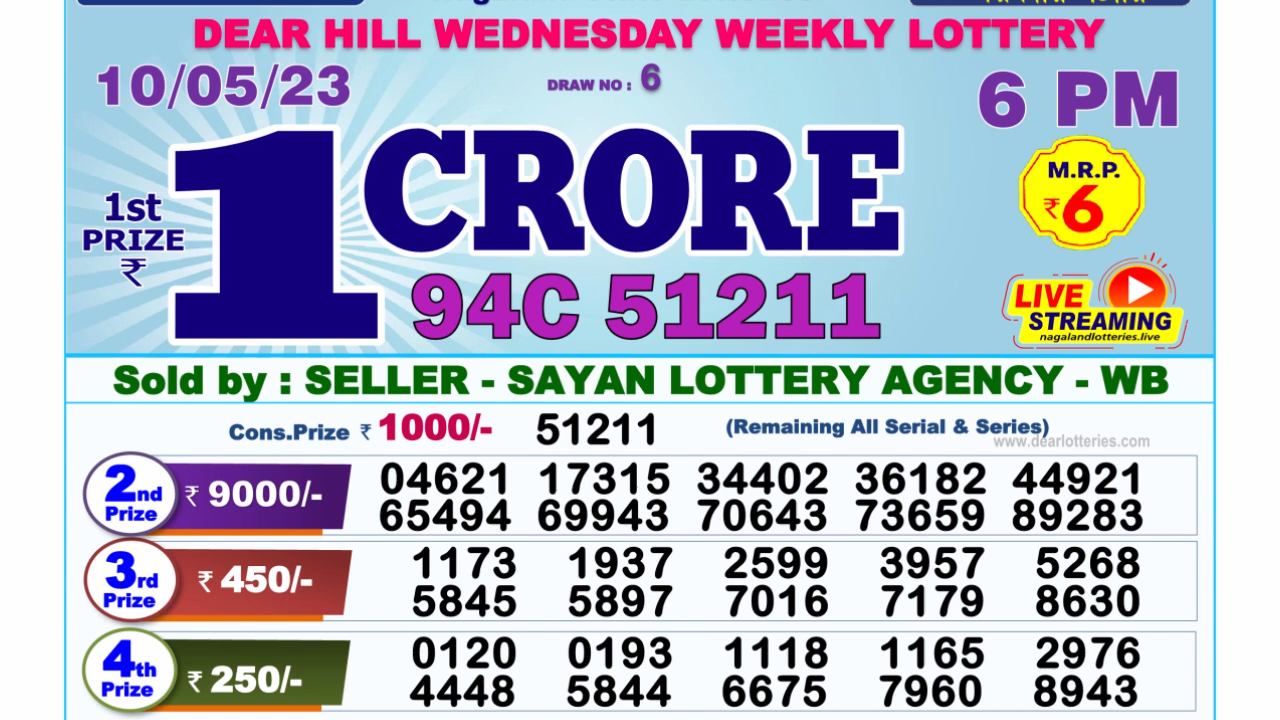 DEAR HILL WEDNESDAY WEEKLY LOTTERY
10/05/23
DRAW NO : 6
6 PM
1st
PRIZE
₹
1 CRORE
94C 51211
M.R.P.
₹6
LIVE
STREAMING
nagalandlotteries.live
Sold by : SELLER - SAYAN LOTTERY AGENCY - WB
Cons.Prize ₹ 1000/- 51211 (Remaining All Serial & Series)
www.dearlotteries.com
2nd Prize ₹ 9000/-
04621 17315 34402 36182 44921
65494 69943 70643 73659 89283
3rd Prize ₹ 450/-
1173 1937 2599 3957 5268
5845 5897 7016 7179 8630
4th Prize ₹ 250/-
0120 0193 1118 1165 2976
4448 5844 6675 7960 8943